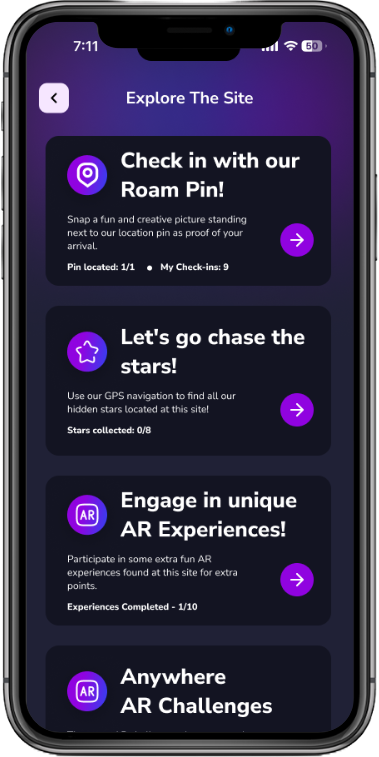 7:11
50
Explore The Site
Check in with our
Roam Pin!
Snap a fun and creative picture standing
next to our location pin as proof of your
arrival.
Pin located: 1/1 • My Check-ins: 9
Let's go chase the
stars!
Use our GPS navigation to find all our
hidden stars located at this site!
Stars collected: 0/8
AR
Engage in unique
AR Experiences!
Participate in some extra fun AR
experiences found at this site for extra
points.
Experiences Completed - 1/10
AR
Anywhere
AR Challenges